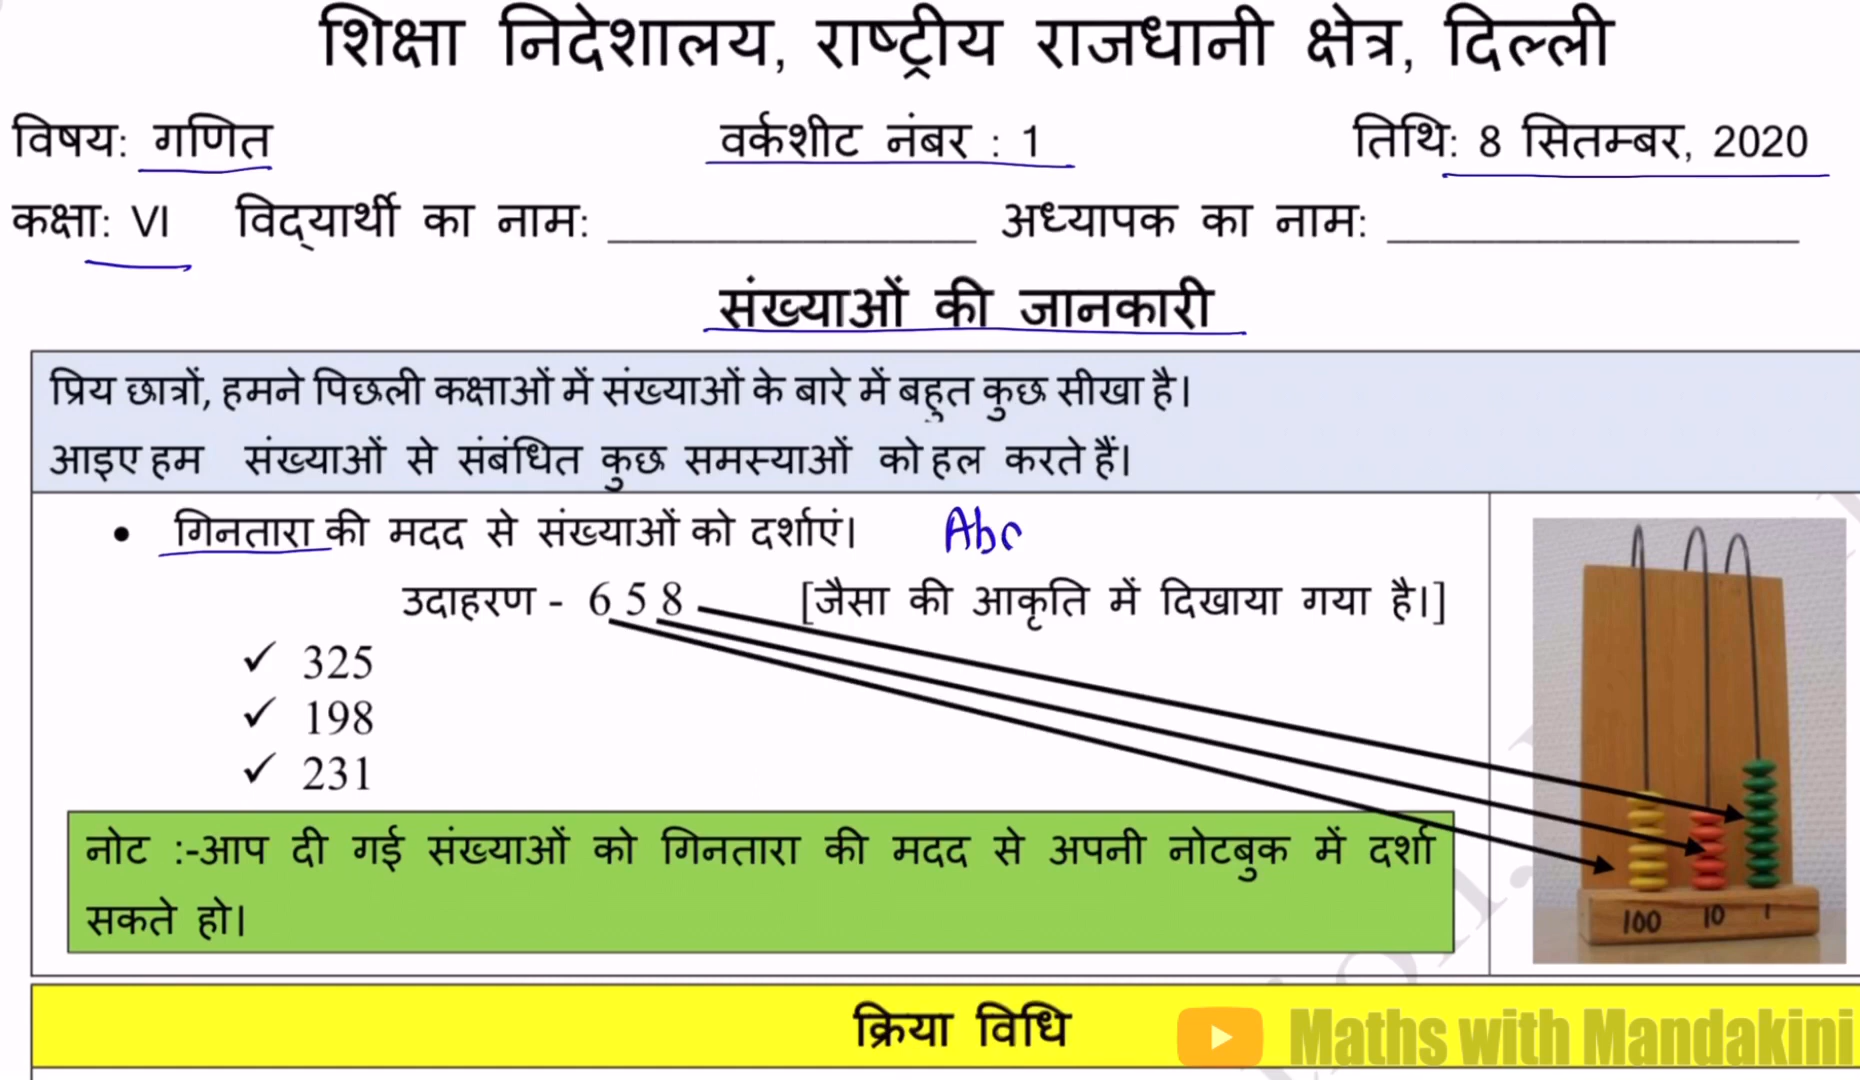 शिक्षा निदेशालय, राष्ट्रीय राजधानी क्षेत्र, दिल्ली
विषय: गणित वर्कशीट नंबर : 1 तिथि: 8 सितम्बर, 2020
कक्षा: VI विद्यार्थी का नाम: ________________ अध्यापक का नाम: __________________
संख्याओं की जानकारी
प्रिय छात्रों, हमने पिछली कक्षाओं में संख्याओं के बारे में बहुत कुछ सीखा है।
आइए हम संख्याओं से संबंधित कुछ समस्याओं को हल करते हैं।
• गिनतारा की मदद से संख्याओं को दर्शाएं। Abc
उदाहरण - 6 5 8 [जैसा की आकृति में दिखाया गया है।]
✓ 325
✓ 198
✓ 231
नोट :-आप दी गई संख्याओं को गिनतारा की मदद से अपनी नोटबुक में दर्शा
सकते हो।
100 10 1
क्रिया विधि
Maths with Mandakini